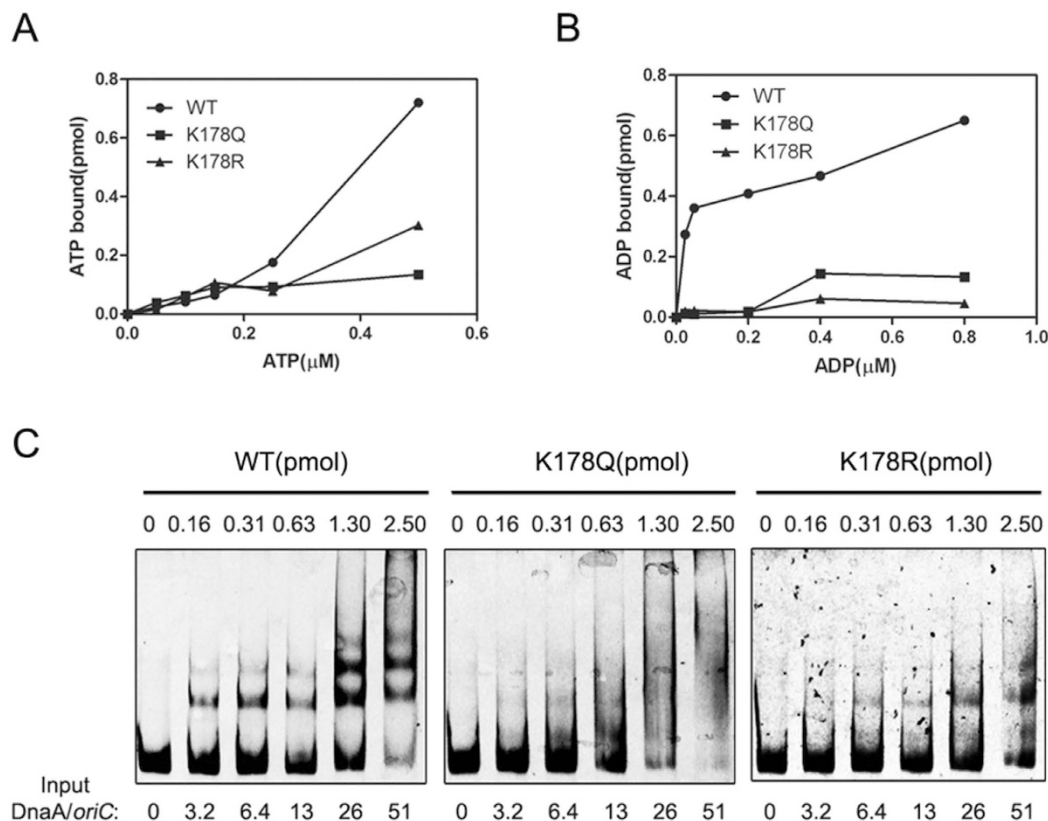 A
B
0.8
0.6
0.4
0.2
0.0
ATP bound(pmol)
WT
K178Q
K178R
0.0 0.2 0.4 0.6
ATP(μM)
0.8
0.6
0.4
0.2
0.0
ADP bound(pmol)
WT
K178Q
K178R
0.0 0.2 0.4 0.6 0.8 1.0
ADP(μM)
C
WT(pmol) K178Q(pmol) K178R(pmol)
0 0.16 0.31 0.63 1.30 2.50 0 0.16 0.31 0.63 1.30 2.50 0 0.16 0.31 0.63 1.30 2.50
Input
DnaA/oriC: 0 3.2 6.4 13 26 51 0 3.2 6.4 13 26 51 0 3.2 6.4 13 26 51